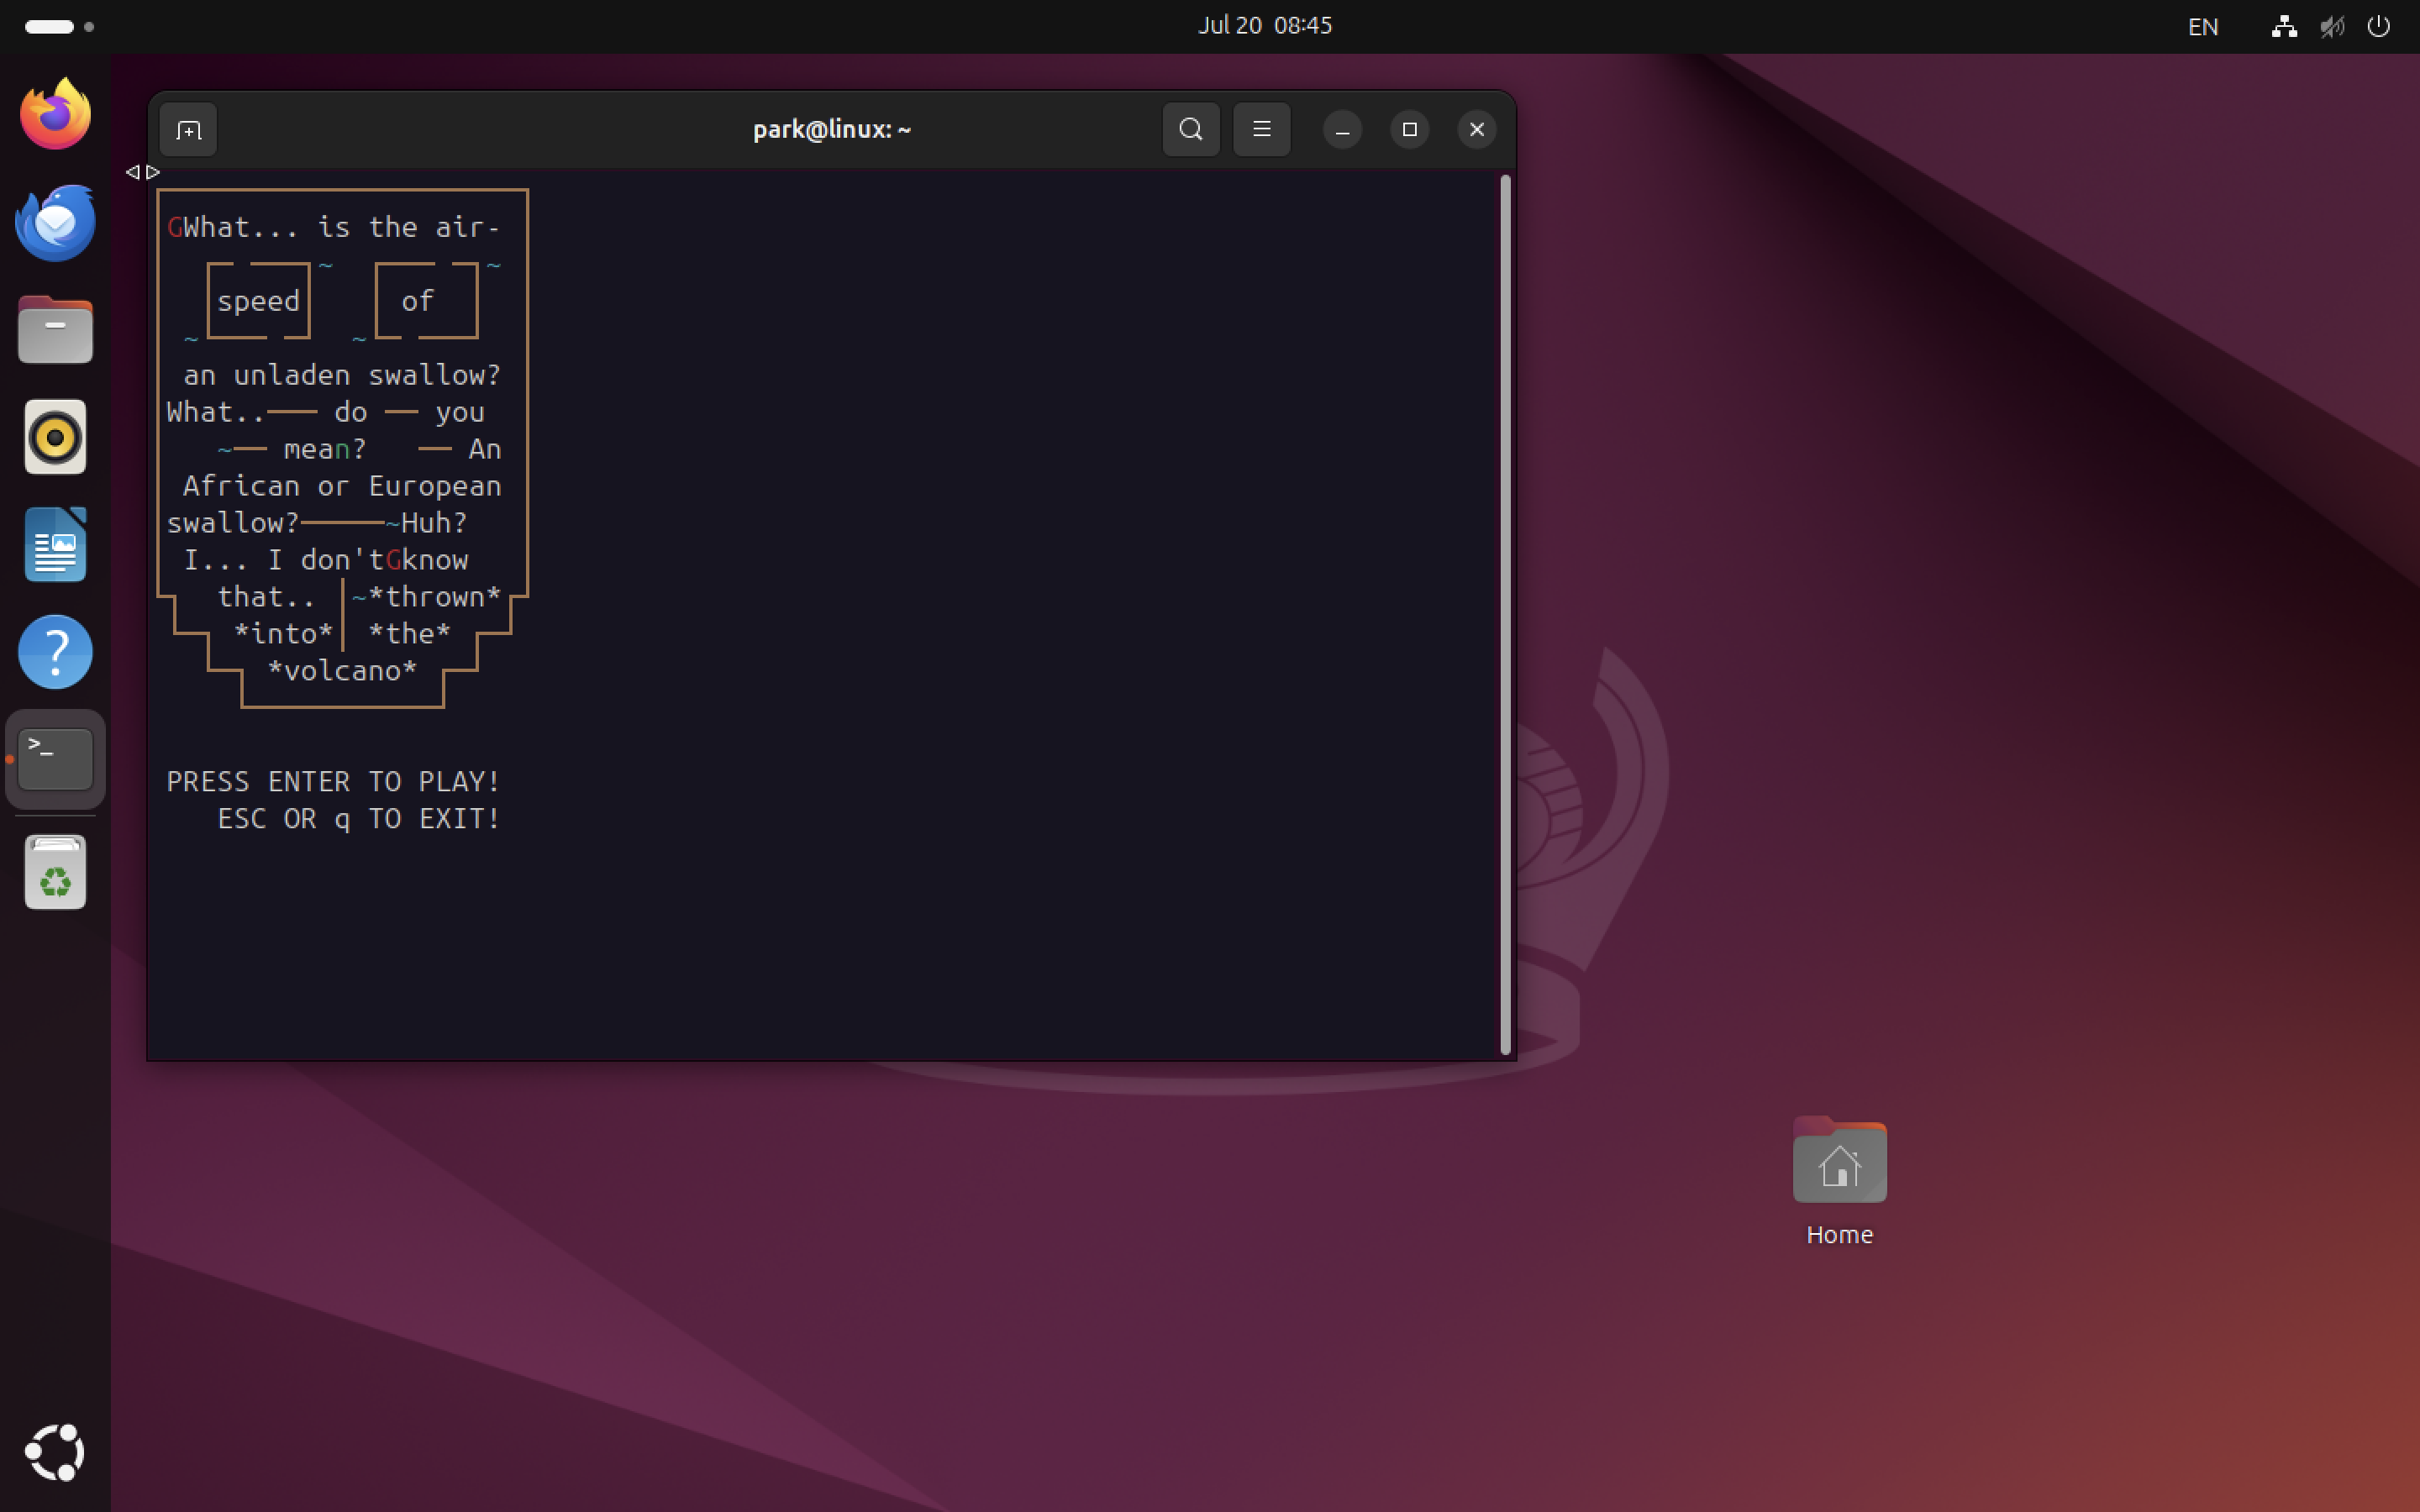 Jul 20 08:45
EN
park@linux: ~
GWhat... is the air-
~ ~
speed of
~ ~
an unladen swallow?
What.. do you
~ mean? An
African or European
swallow? ~Huh?
I... I don'tGknow
that.. ~*thrown*
*into* *the*
*volcano*
PRESS ENTER TO PLAY!
ESC OR q TO EXIT!
>_
?
Home